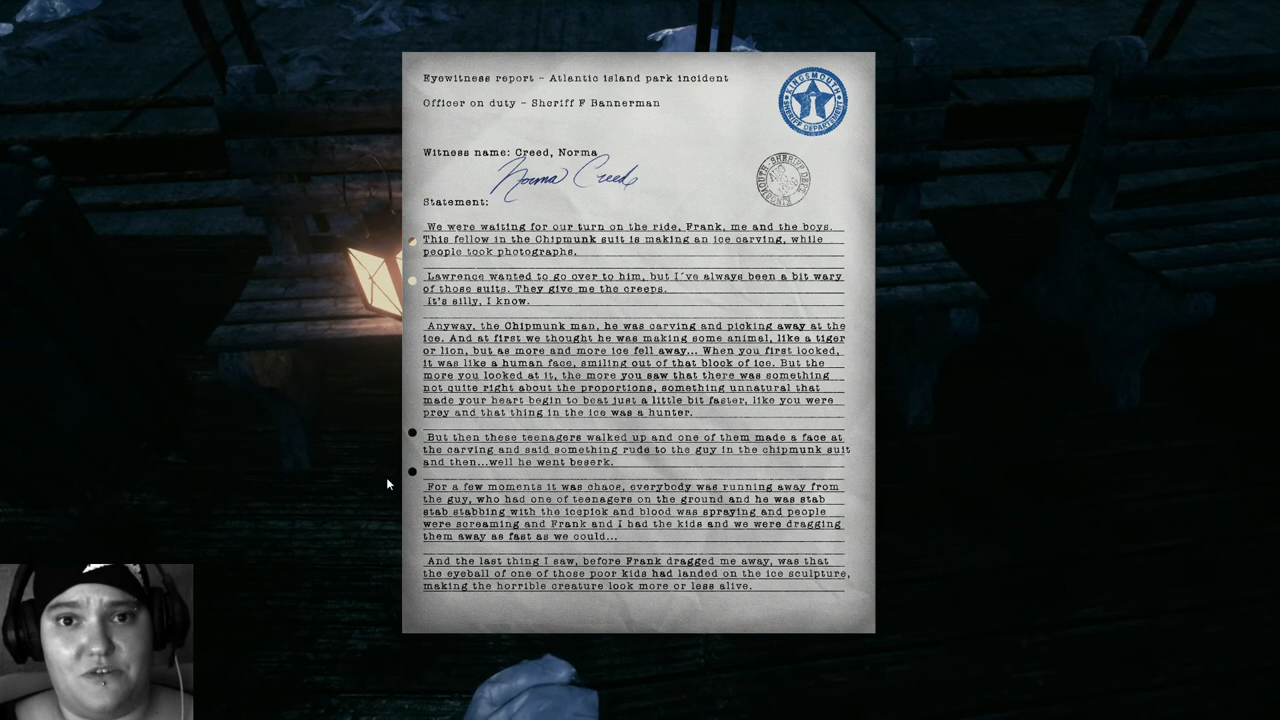 Eyewitness report - Atlantic island park incident
KINGSMOUTH
SHERIFF DEPARTMENT
Officer on duty - Sheriff F Bannerman
Witness name: Creed, Norma
Norma Creed
Statement:
We were waiting for our turn on the ride, Frank, me and the boys.
This fellow in the Chipmunk suit is making an ice carving, while
people took photographs.
Lawrence wanted to go over to him, but I´ve always been a bit wary
of those suits. They give me the creeps.
It's silly, I know.
Anyway, the Chipmunk man, he was carving and picking away at the
ice. And at first we thought he was making some animal, like a tiger
or lion, but as more and more ice fell away... When you first looked,
it was like a human face, smiling out of that block of ice. But the
more you looked at it, the more you saw that there was something
not quite right about the proportions, something unnatural that
made your heart begin to beat just a little bit faster, like you were
prey and that thing in the ice was a hunter.
But then these teenagers walked up and one of them made a face at
the carving and said something rude to the guy in the chipmunk suit
and then...well he went beserk.
For a few moments it was chaos, everybody was running away from
the guy, who had one of teenagers on the ground and he was stab
stab stabbing with the icepick and blood was spraying and people
were screaming and Frank and I had the kids and we were dragging
them away as fast as we could...
And the last thing I saw, before Frank dragged me away, was that
the eyeball of one of those poor kids had landed on the ice sculpture,
making the horrible creature look more or less alive.